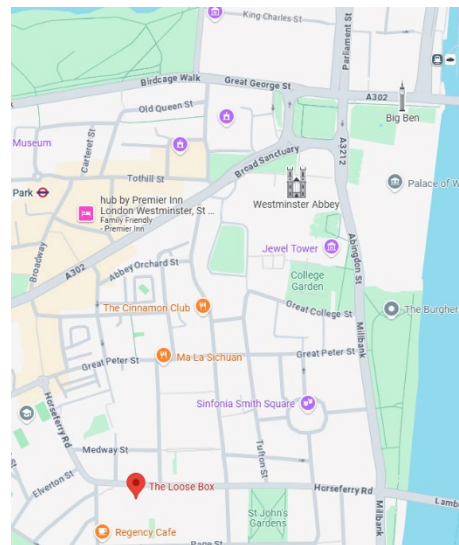 King Charles St
Parliament St
Birdcage Walk
Great George St
A302
Old Queen St
Big Ben
Museum
Carteret St
Broad Sanctuary
A3212
Tothill St
Park
Palace of W
hub by Premier Inn
London Westminster, St ...
Family Friendly
- Premier Inn
Westminster Abbey
Broadway
Jewel Tower
Abingdon St
A302
Abbey Orchard St
College
Garden
The Cinnamon Club
Great College St
The Burgher
Millbank
Ma La Sichuan
Great Peter St
Great Peter St
Sinfonia Smith Square
Horseferry Rd
Tufton St
Medway St
Elverton St
The Loose Box
Horseferry Rd
Lamb
St John's
Gardens
Millbank
Regency Cafe
Page St